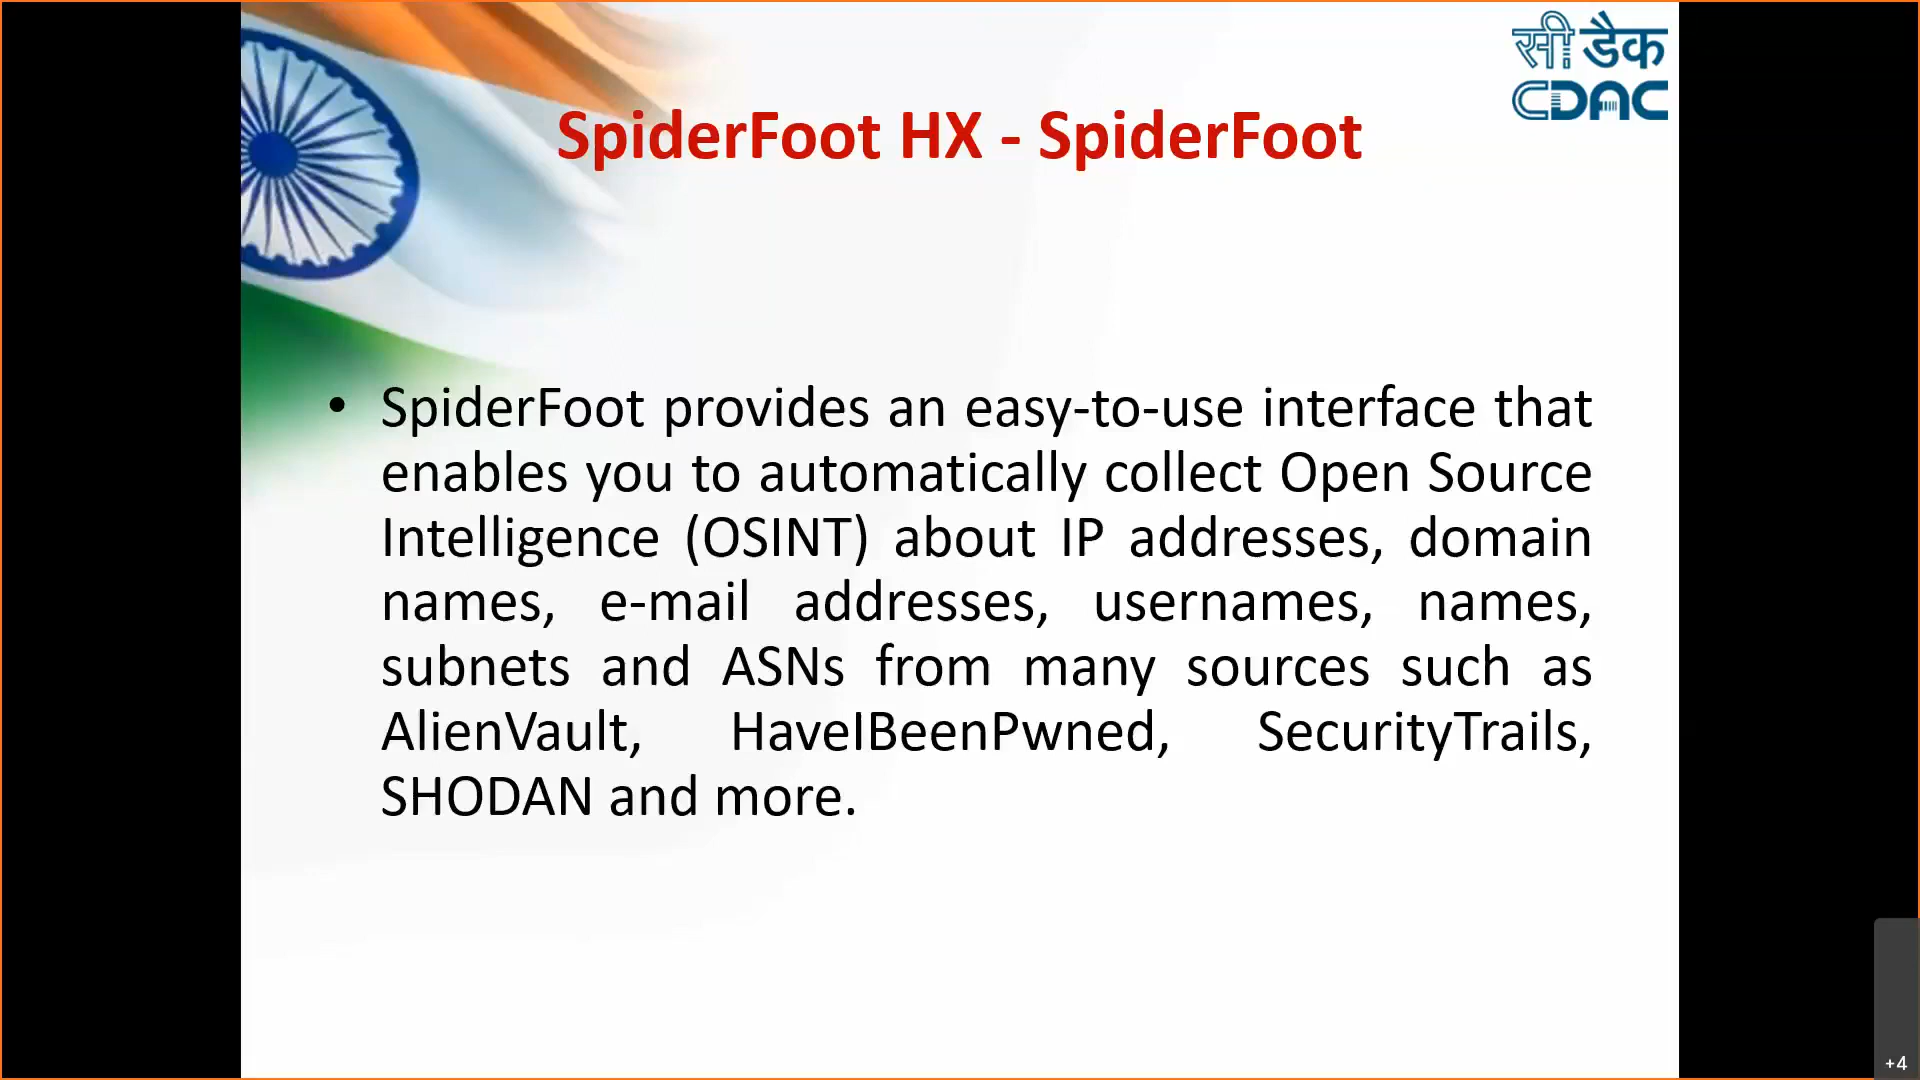 सी डैक
CDAC
SpiderFoot HX - SpiderFoot
• SpiderFoot provides an easy-to-use interface that
enables you to automatically collect Open Source
Intelligence (OSINT) about IP addresses, domain
names, e-mail addresses, usernames, names,
subnets and ASNs from many sources such as
AlienVault, HaveIBeenPwned, SecurityTrails,
SHODAN and more.
+4